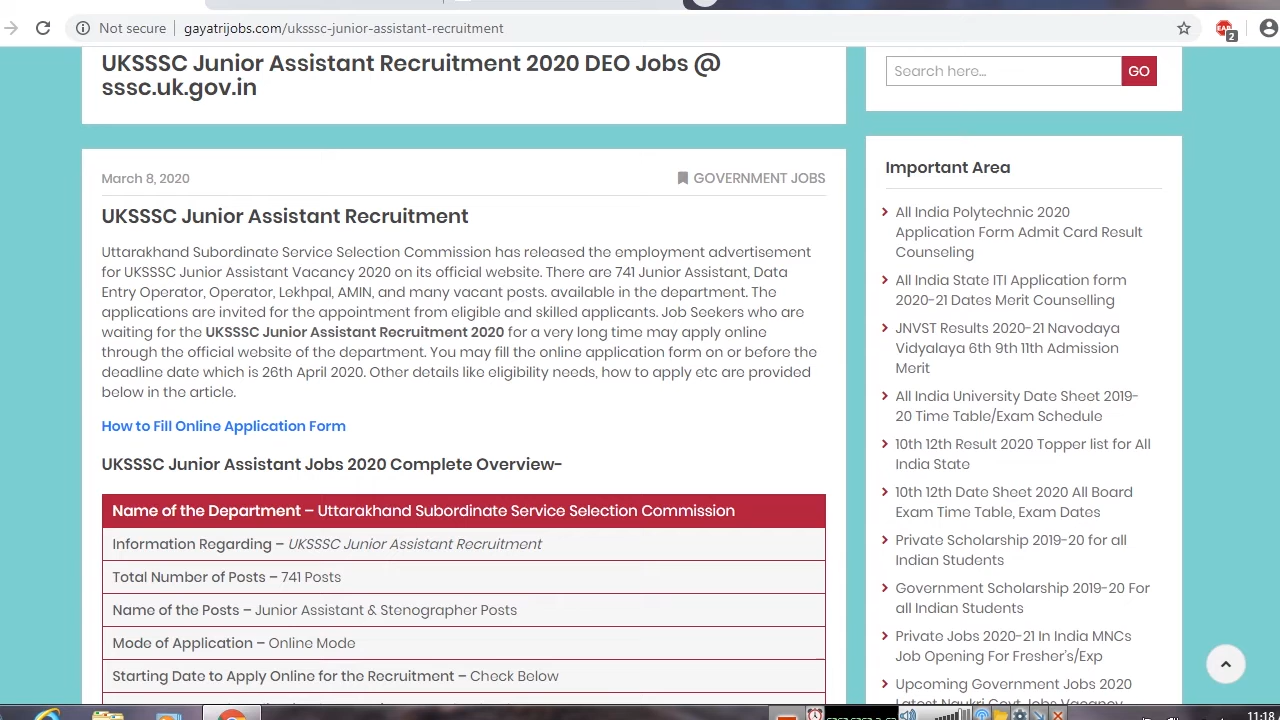 Not secure
gayatrijobs.com/uksssc-junior-assistant-recruitment
2
UKSSSC Junior Assistant Recruitment 2020 DEO Jobs @
sssc.uk.gov.in
March 8, 2020
GOVERNMENT JOBS
UKSSSC Junior Assistant Recruitment
Uttarakhand Subordinate Service Selection Commission has released the employment advertisement
for UKSSSC Junior Assistant Vacancy 2020 on its official website. There are 741 Junior Assistant, Data
Entry Operator, Operator, Lekhpal, AMIN, and many vacant posts. available in the department. The
applications are invited for the appointment from eligible and skilled applicants. Job Seekers who are
waiting for the UKSSSC Junior Assistant Recruitment 2020 for a very long time may apply online
through the official website of the department. You may fill the online application form on or before the
deadline date which is 26th April 2020. Other details like eligibility needs, how to apply etc are provided
below in the article.
How to Fill Online Application Form
UKSSSC Junior Assistant Jobs 2020 Complete Overview-
Name of the Department – Uttarakhand Subordinate Service Selection Commission
Information Regarding – UKSSSC Junior Assistant Recruitment
Total Number of Posts – 741 Posts
Name of the Posts – Junior Assistant & Stenographer Posts
Mode of Application – Online Mode
Starting Date to Apply Online for the Recruitment – Check Below
Search here...
GO
Important Area
All India Polytechnic 2020
Application Form Admit Card Result
Counseling
All India State ITI Application form
2020-21 Dates Merit Counselling
JNVST Results 2020-21 Navodaya
Vidyalaya 6th 9th 11th Admission
Merit
All India University Date Sheet 2019-
20 Time Table/Exam Schedule
10th 12th Result 2020 Topper list for All
India State
10th 12th Date Sheet 2020 All Board
Exam Time Table, Exam Dates
Private Scholarship 2019-20 for all
Indian Students
Government Scholarship 2019-20 For
all Indian Students
Private Jobs 2020-21 In India MNCs
Job Opening For Fresher's/Exp
Upcoming Government Jobs 2020
Latest Naukri Govt Jobs Vacancy
11:18